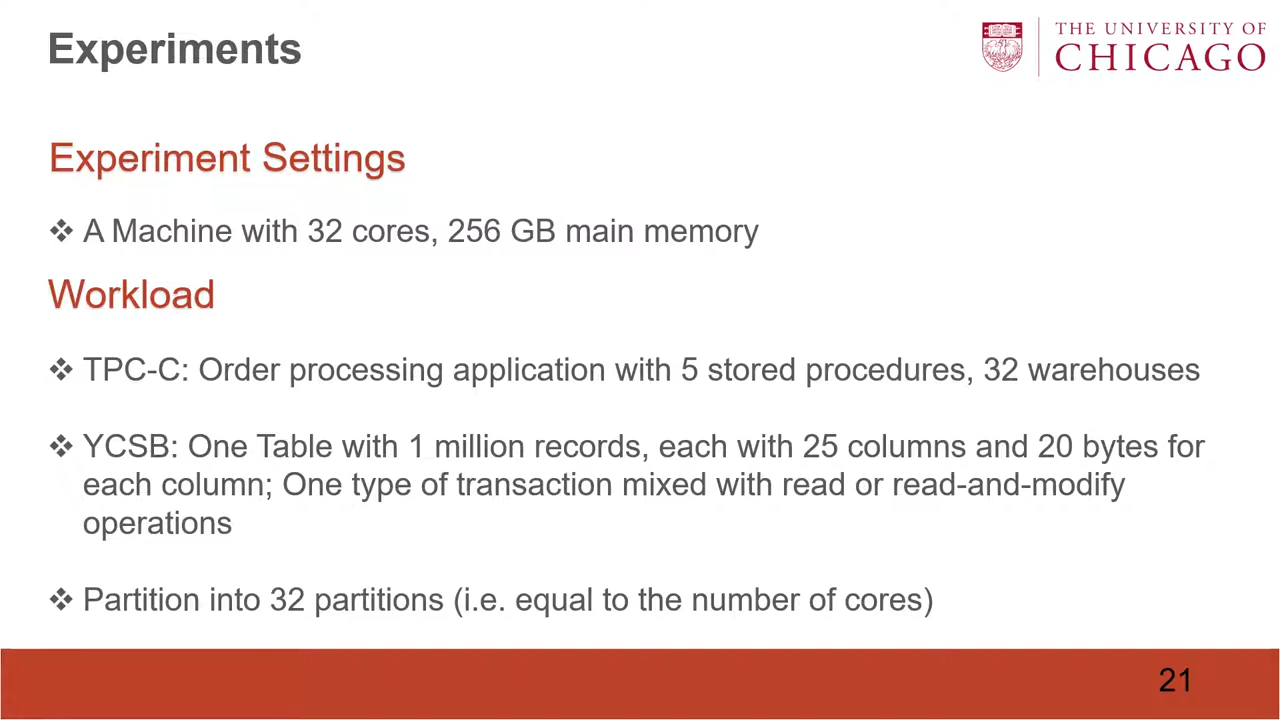 Experiments
THE UNIVERSITY OF
CHICAGO
Experiment Settings
❖ A Machine with 32 cores, 256 GB main memory
Workload
❖ TPC-C: Order processing application with 5 stored procedures, 32 warehouses
❖ YCSB: One Table with 1 million records, each with 25 columns and 20 bytes for
each column; One type of transaction mixed with read or read-and-modify
operations
❖ Partition into 32 partitions (i.e. equal to the number of cores)
21